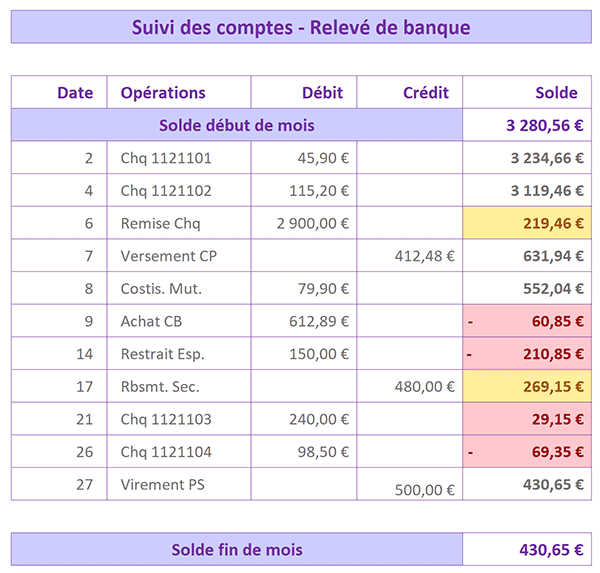 Suivi des comptes - Relevé de banque
Date Opérations Débit Crédit Solde
Solde début de mois 3 280,56 €
2 Chq 1121101 45,90 € 3 234,66 €
4 Chq 1121102 115,20 € 3 119,46 €
6 Remise Chq 2 900,00 € 219,46 €
7 Versement CP 412,48 € 631,94 €
8 Costis. Mut. 79,90 € 552,04 €
9 Achat CB 612,89 € - 60,85 €
14 Restrait Esp. 150,00 € - 210,85 €
17 Rbsmt. Sec. 480,00 € 269,15 €
21 Chq 1121103 240,00 € 29,15 €
26 Chq 1121104 98,50 € - 69,35 €
27 Virement PS 500,00 € 430,65 €
Solde fin de mois 430,65 €